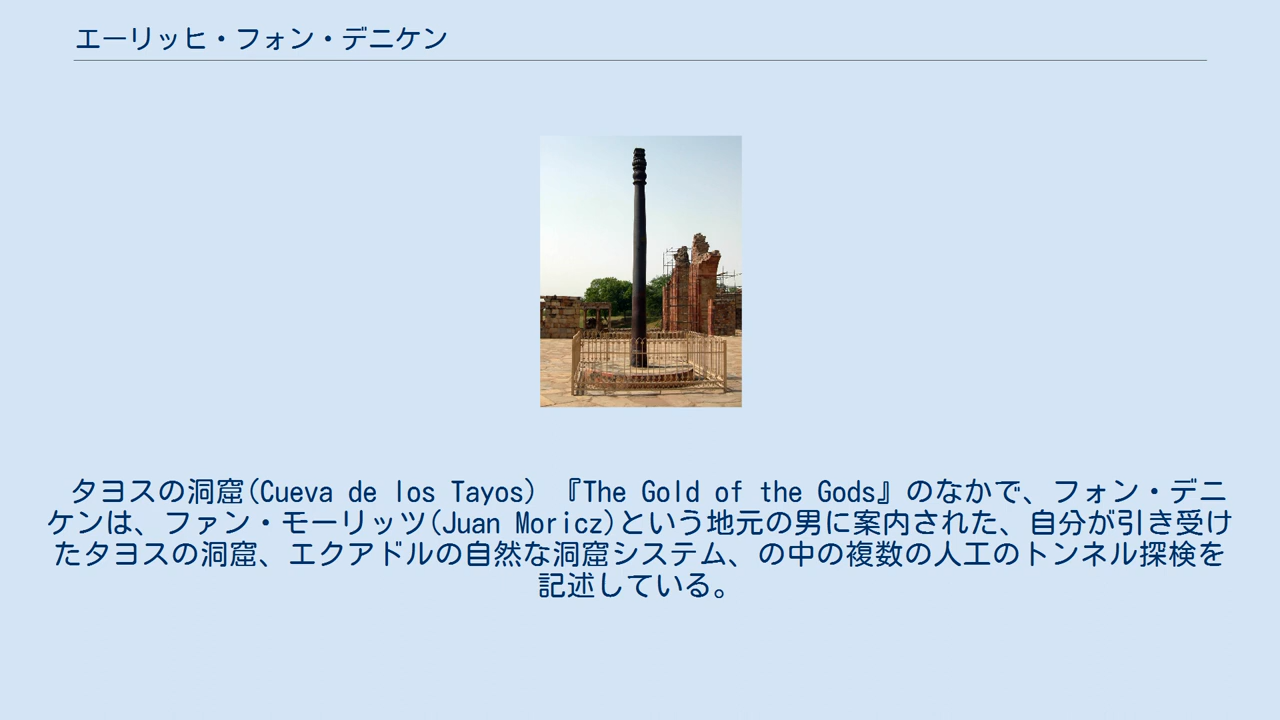 エーリッヒ・フォン・デニケン
タヨスの洞窟(Cueva de los Tayos) 『The Gold of the Gods』のなかで、フォン・デニ
ケンは、ファン・モーリッツ(Juan Moricz)という地元の男に案内された、自分が引き受け
たタヨスの洞窟、エクアドルの自然な洞窟システム、の中の複数の人工のトンネル探検を
記述している。